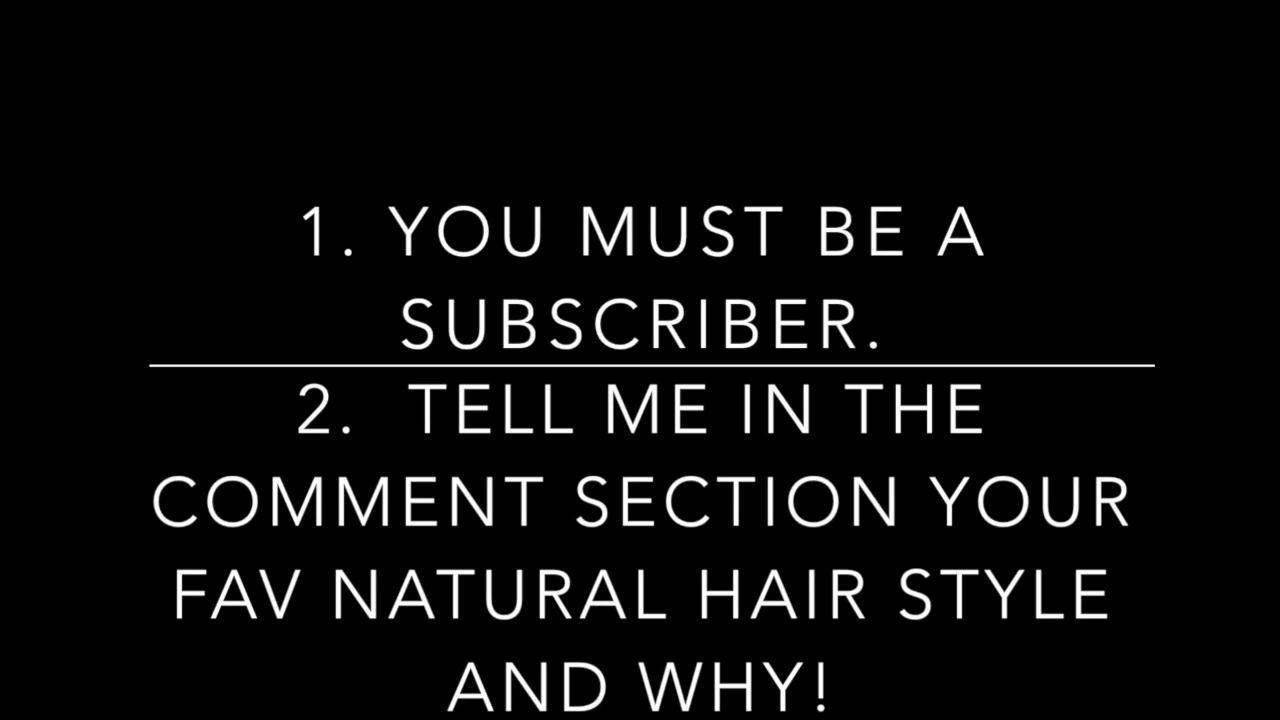 1. YOU MUST BE A
SUBSCRIBER.
2. TELL ME IN THE
COMMENT SECTION YOUR
FAV NATURAL HAIR STYLE
AND WHY!